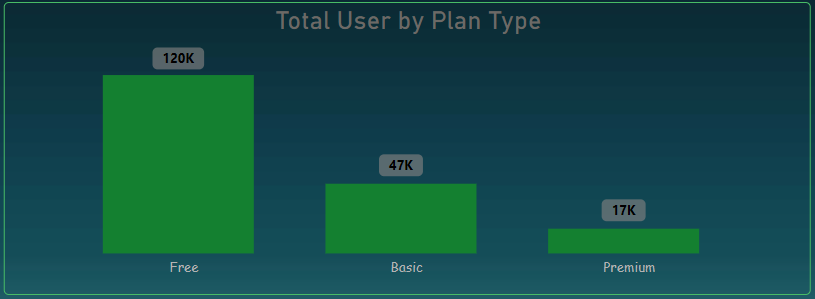 Total User by Plan Type
120K
47K
17K
Free
Basic
Premium